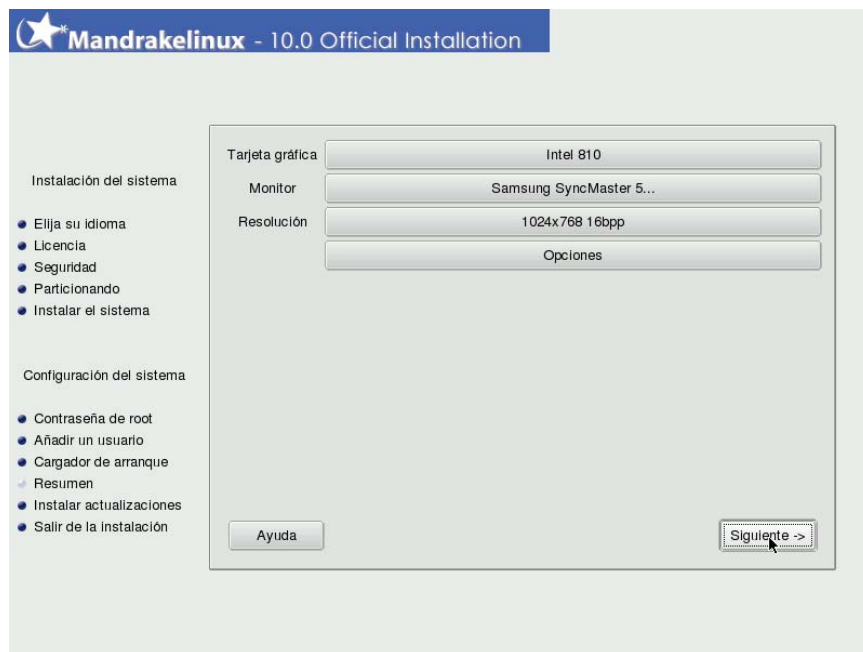 Mandrakelinux - 10.0 Official Installation
Instalación del sistema
Elija su idioma
Licencia
Seguridad
Particionando
Instalar el sistema
Configuración del sistema
Contraseña de root
Añadir un usuario
Cargador de arranque
Resumen
Instalar actualizaciones
Salir de la instalación
Tarjeta gráfica Intel 810
Monitor Samsung SyncMaster 5...
Resolución 1024x768 16bpp
Opciones
Ayuda Siguiente ->